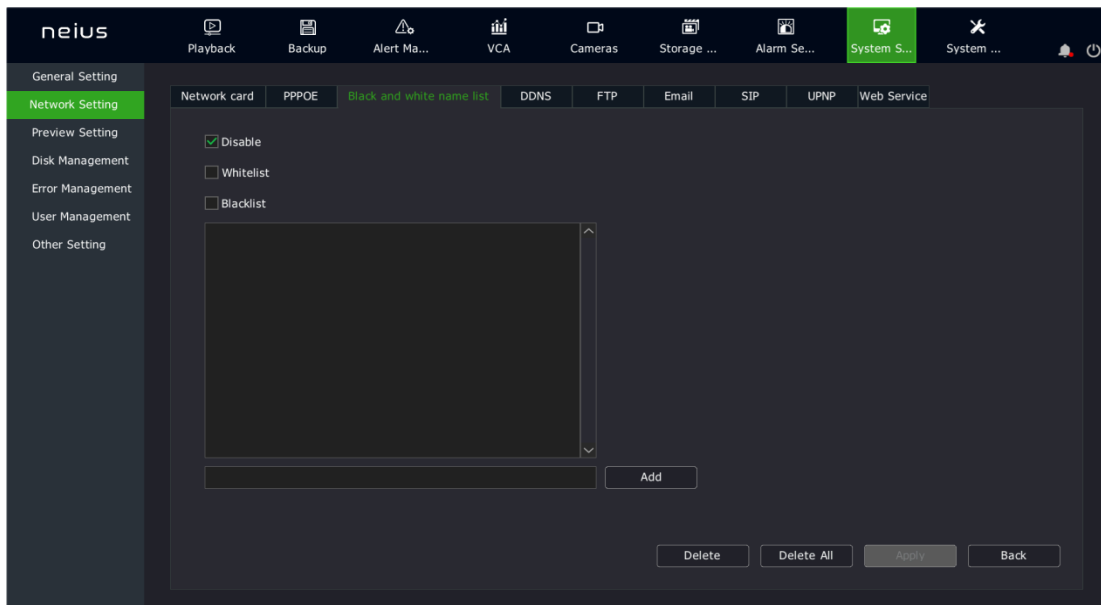 neius
Playback Backup Alert Ma... VCA Cameras Storage ... Alarm Se... System S... System ...
General Setting
Network Setting
Preview Setting
Disk Management
Error Management
User Management
Other Setting
Network card PPPOE Black and white name list DDNS FTP Email SIP UPNP Web Service
Disable
Whitelist
Blacklist
Add
Delete Delete All Apply Back